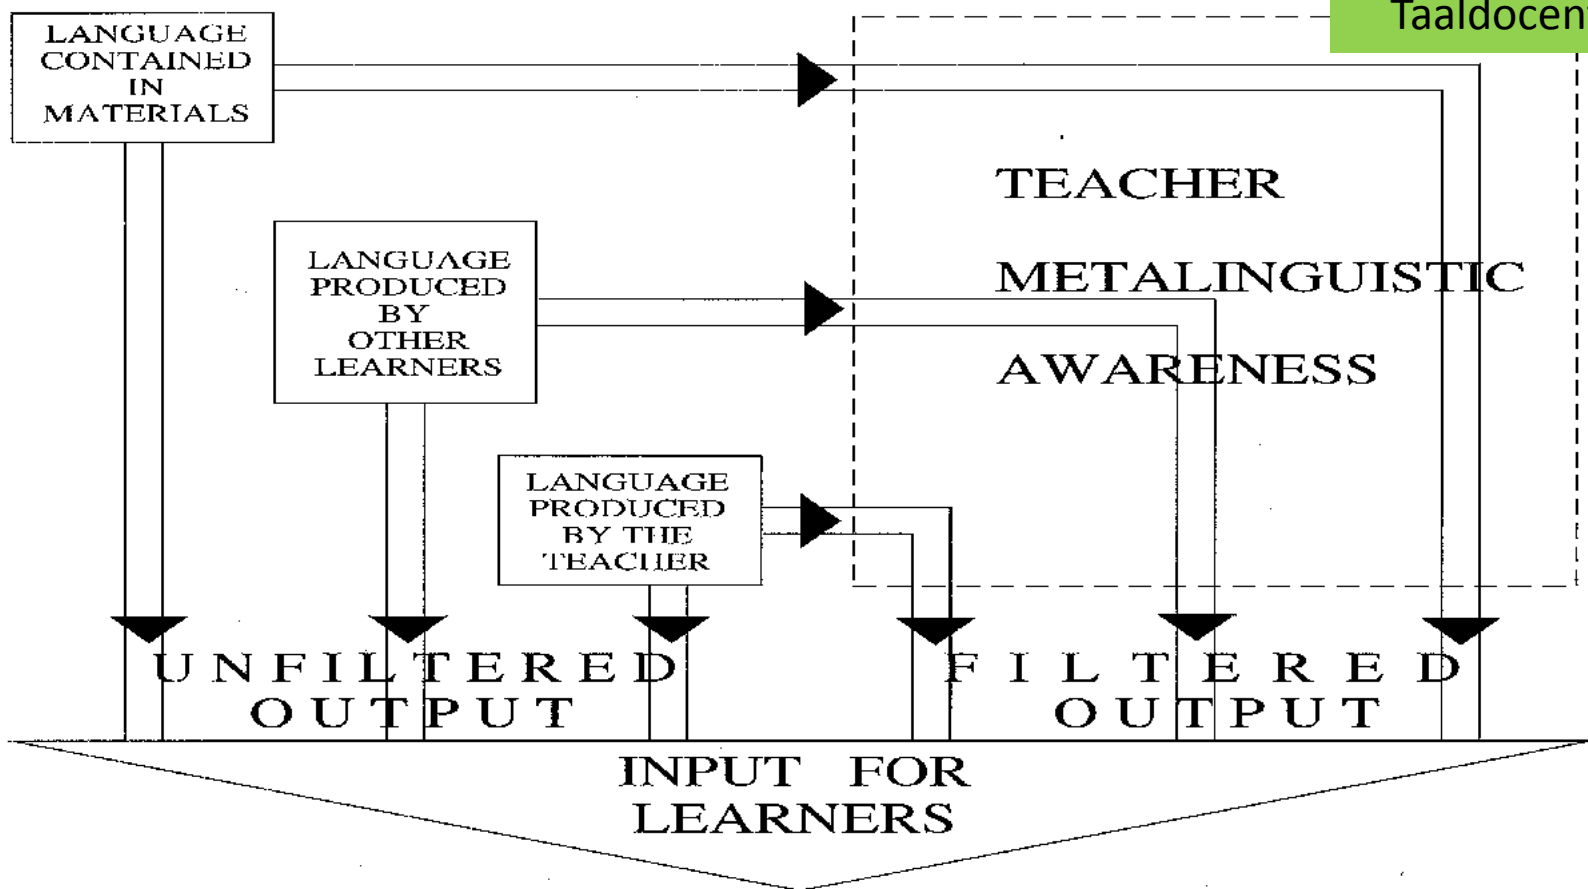 LANGUAGE
CONTAINED
IN
MATERIALS
Taaldocent
TEACHER
METALINGUISTIC
AWARENESS
LANGUAGE
PRODUCED
BY
OTHER
LEARNERS
LANGUAGE
PRODUCED
BY THE
TEACHER
UNFILTERED
OUTPUT
FILTERED
OUTPUT
INPUT FOR
LEARNERS